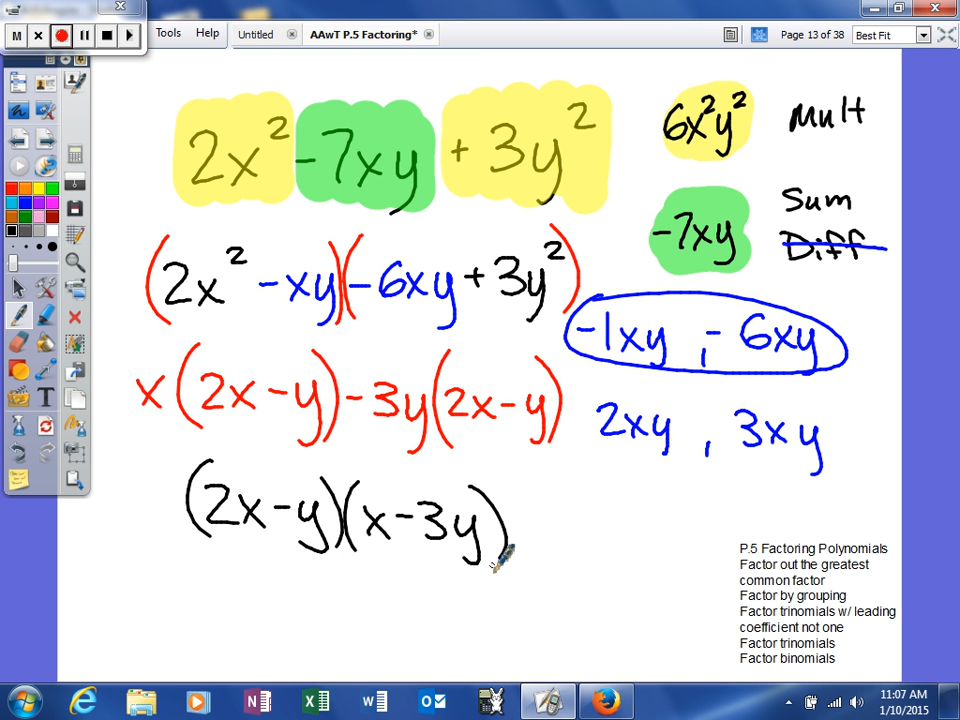 M
Tools Help Untitled AAwT P.5 Factoring* Page 13 of 38 Best Fit
2x² -7xy +3y²
6x²y² Mult
-7xy Sum
Diff
(2x² -xy)(-6xy +3y²)
-1xy , -6xy
x(2x-y)-3y(2x-y)
2xy , 3xy
(2x-y)(x-3y)
P.5 Factoring Polynomials
Factor out the greatest
common factor
Factor by grouping
Factor trinomials w/ leading
coefficient not one
Factor trinomials
Factor binomials
11:07 AM
1/10/2015